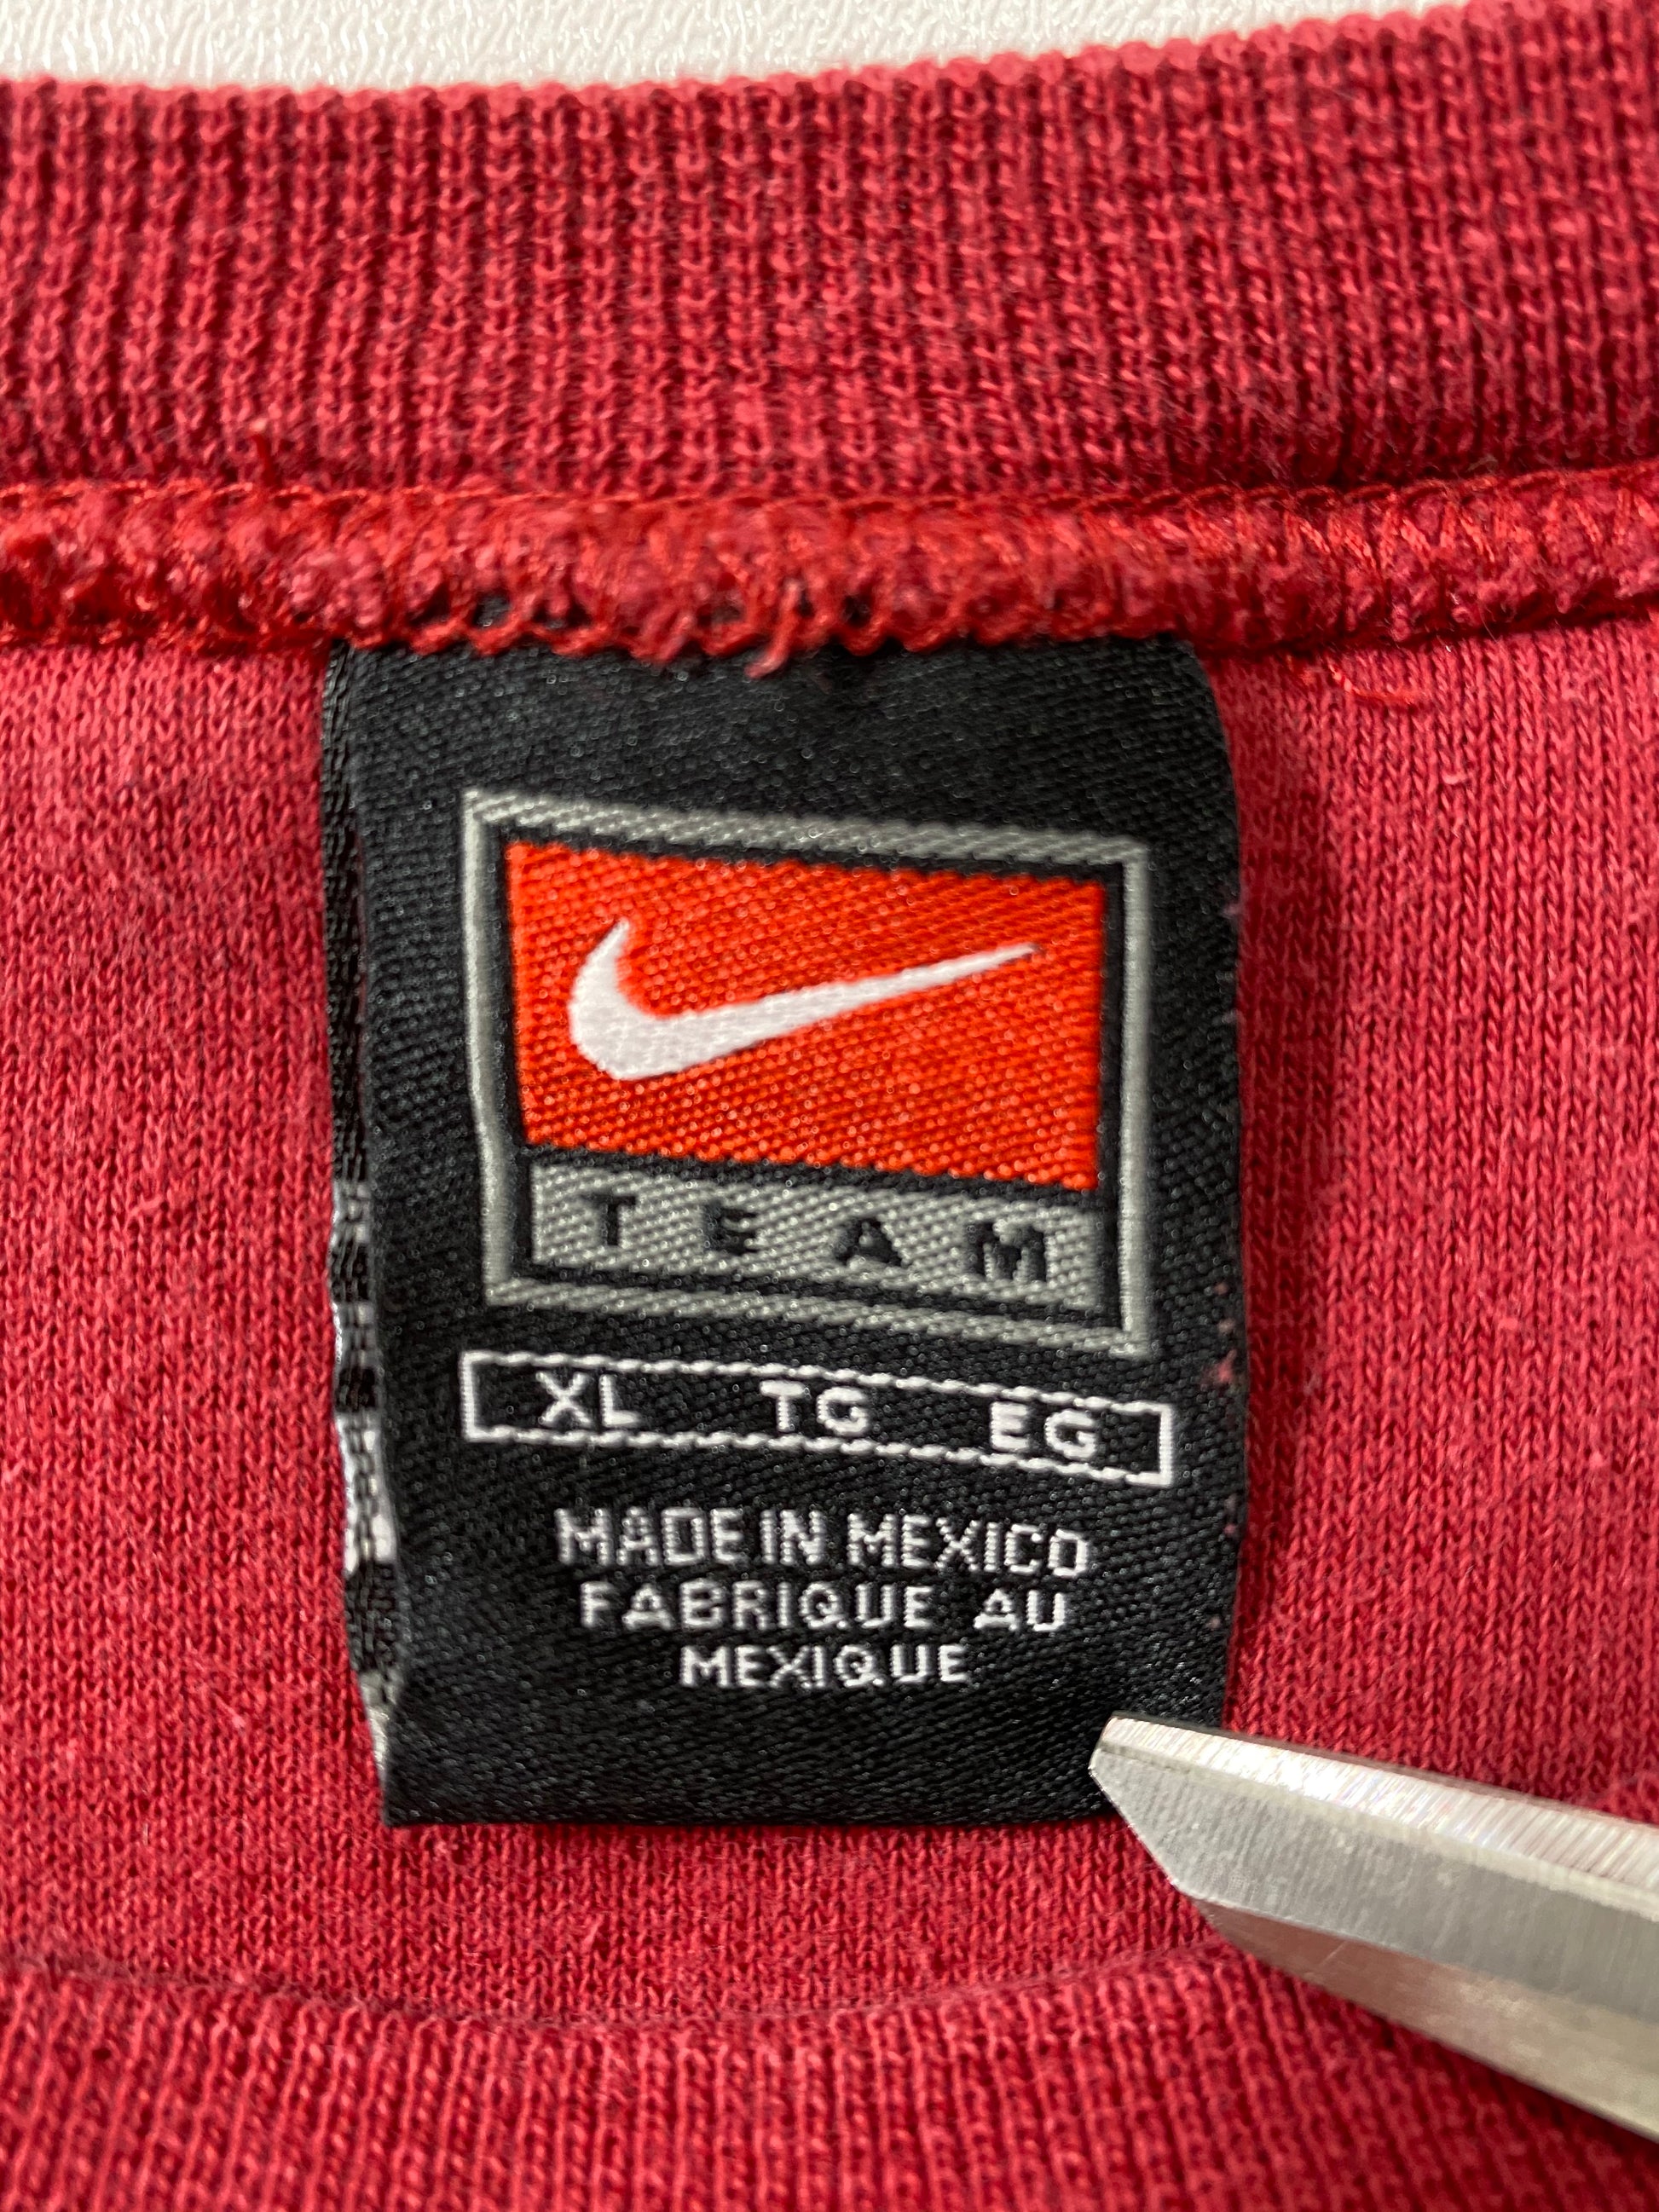 TEAM
XL TG EG
MADE IN MEXICO
FABRIQUE AU
MEXIQUE